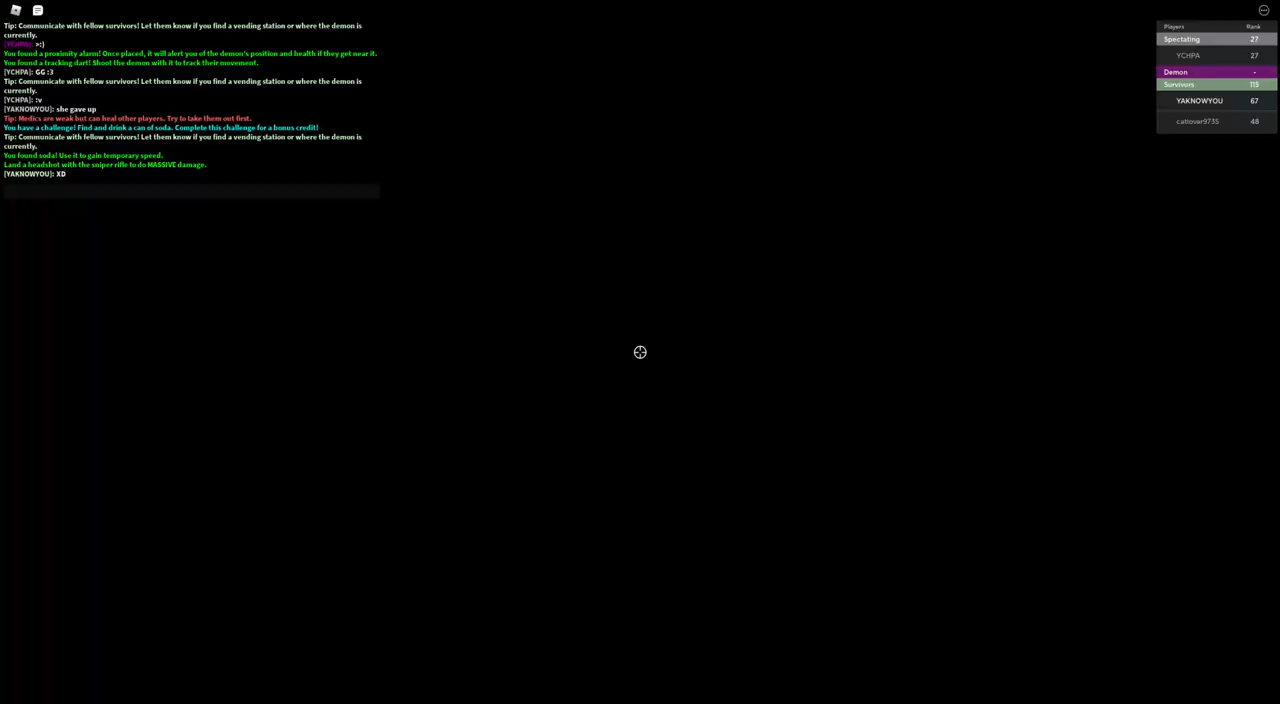 Tip: Communicate with fellow survivors! Let them know if you find a vending station or where the demon is
currently.
[YCHPA]: >:)
You found a proximity alarm! Once placed, it will alert you of the demon's position and health if they get near it.
You found a tracking dart! Shoot the demon with it to track their movement.
[YCHPA]: GG :3
Tip: Communicate with fellow survivors! Let them know if you find a vending station or where the demon is
currently.
[YCHPA]: :v
[YAKNOWYOU]: she gave up
Tip: Medics are weak but can heal other players. Try to take them out first.
You have a challenge! Find and drink a can of soda. Complete this challenge for a bonus credit!
Tip: Communicate with fellow survivors! Let them know if you find a vending station or where the demon is
currently.
You found soda! Use it to gain temporary speed.
Land a headshot with the sniper rifle to do MASSIVE damage.
[YAKNOWYOU]: XD
Players Rank
Spectating 27
YCHPA 27
Demon -
Survivors 115
YAKNOWYOU 67
catlover973S 48